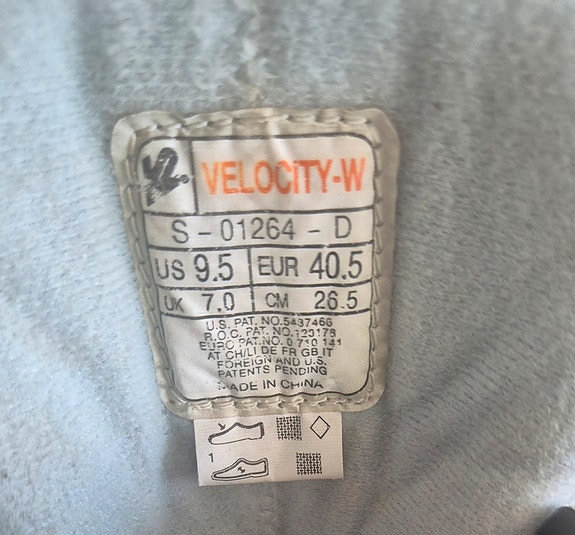 VELOCiTY-W
S - 01264 - D
US 9.5 EUR 40.5
UK 7.0 CM 26.5
U.S. PAT. NO.5437466
R.O.C. PAT. NO.123178
EURO PAT.NO. 0 710 141
AT CH/LI DE FR GB IT
FOREIGN AND U.S.
PATENTS PENDING
MADE IN CHINA
1